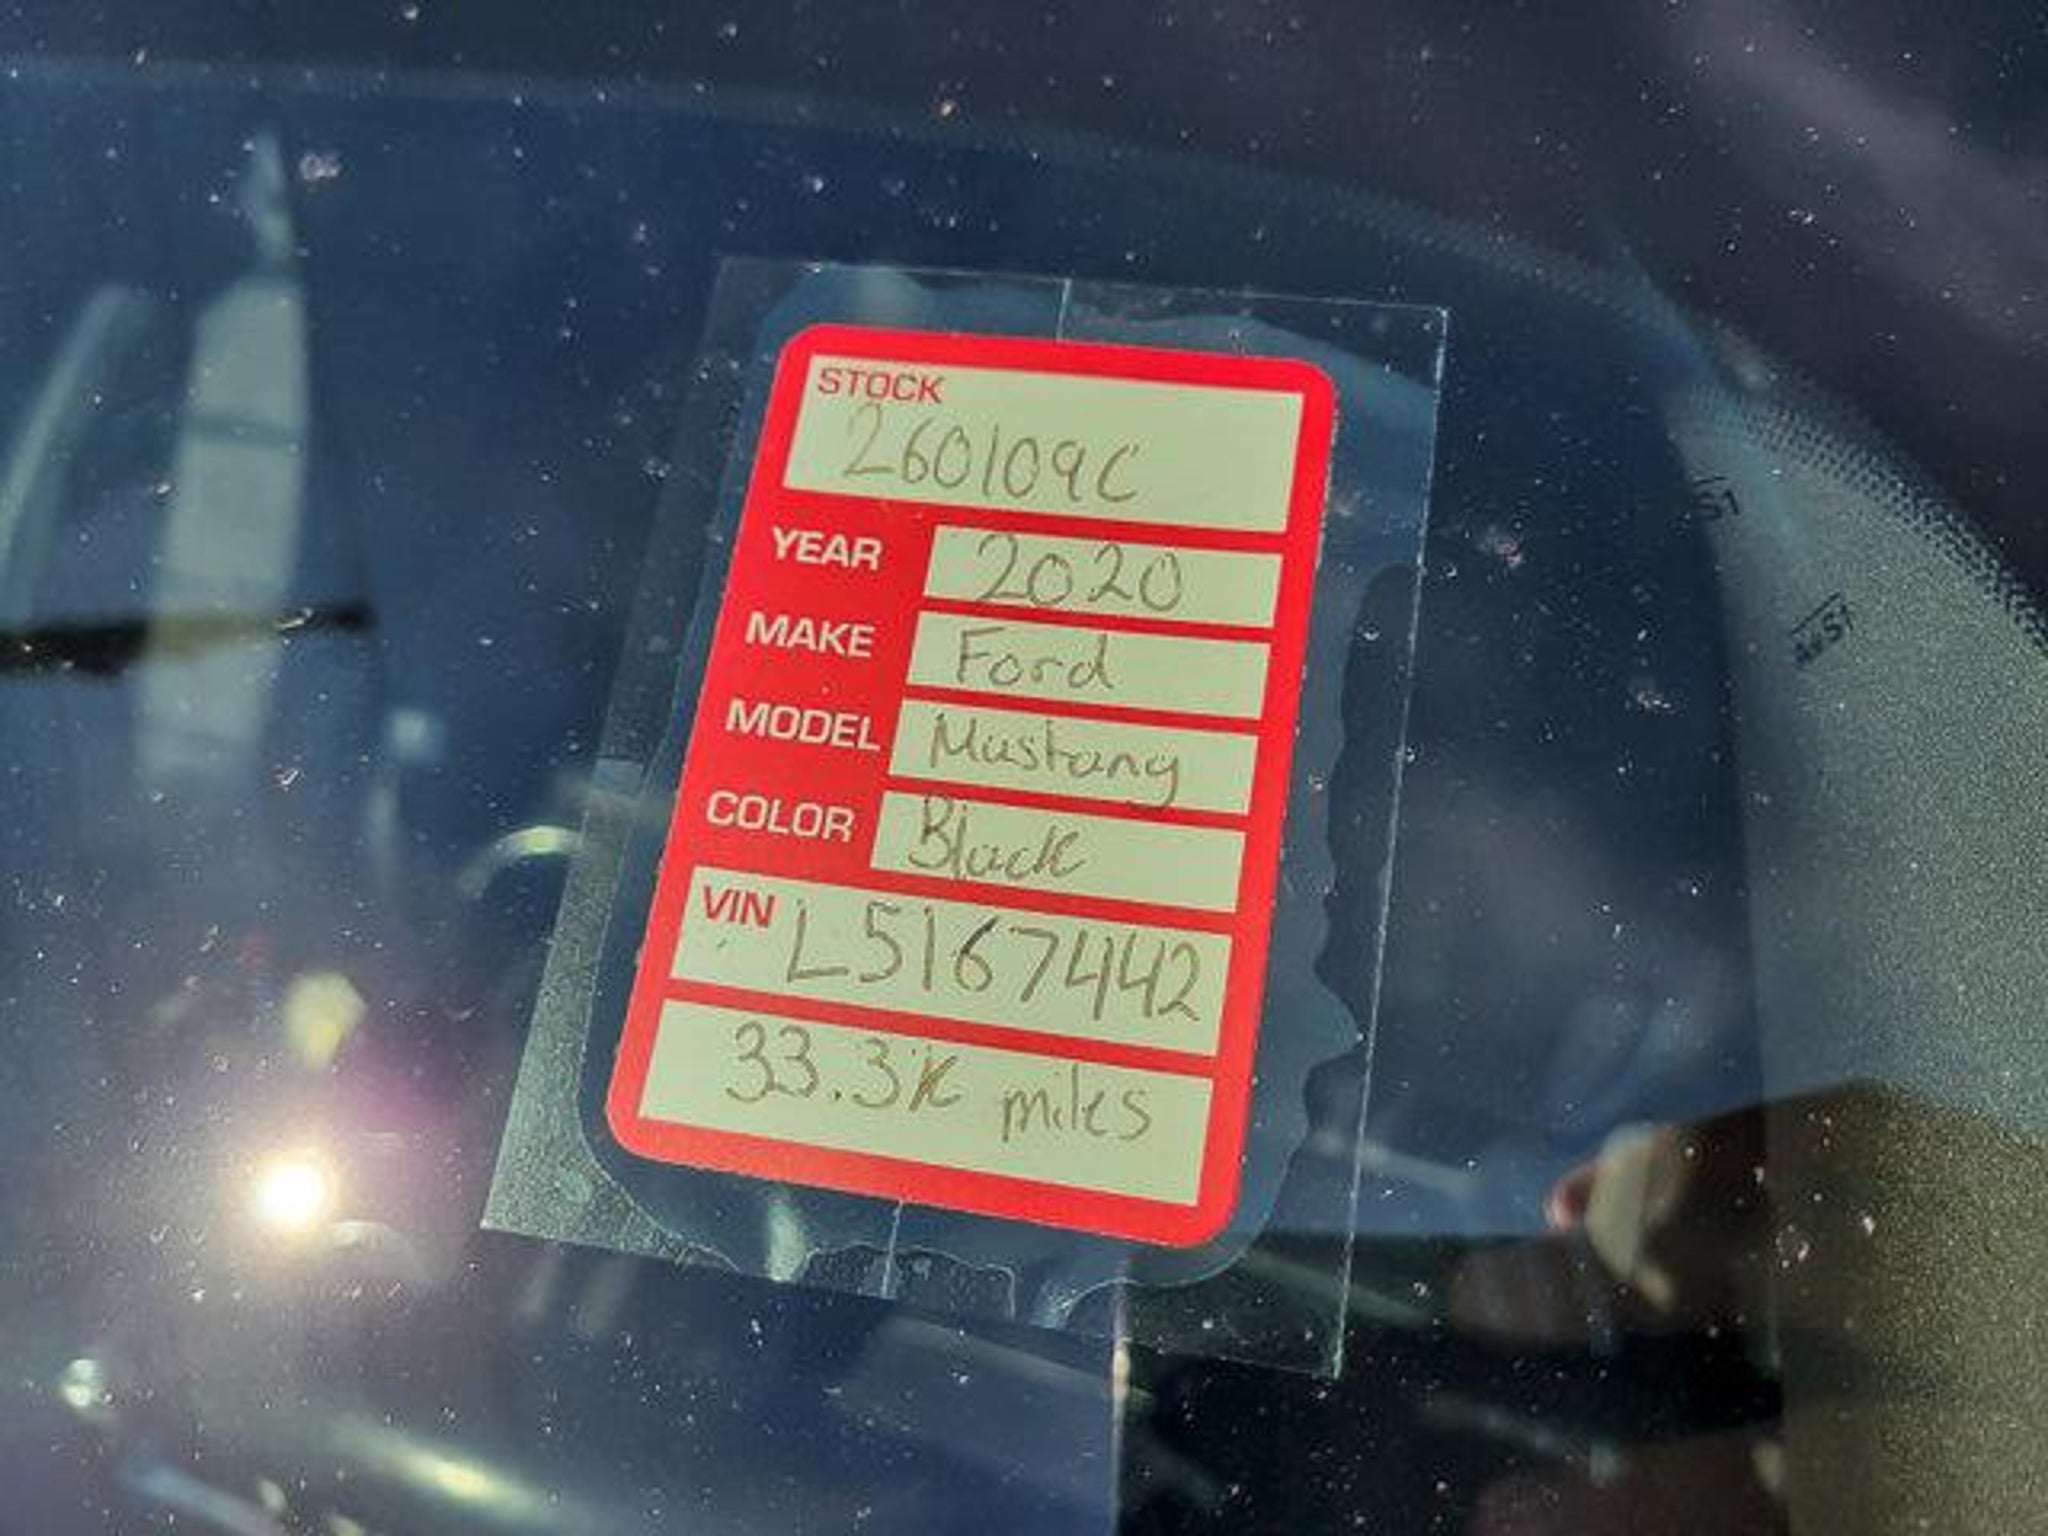 STOCK
260109C
YEAR 2020
MAKE Ford
MODEL Mustang
COLOR Black
VIN L5167442
33.3K miles